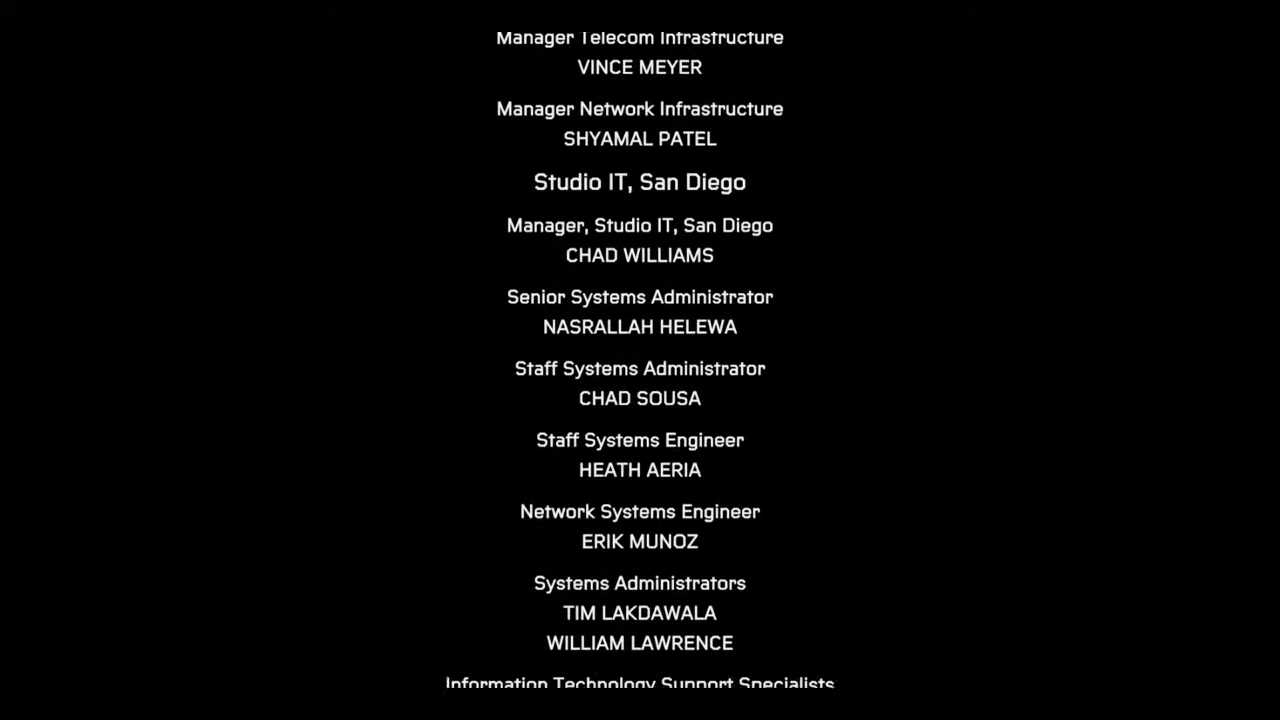 Manager Telecom Infrastructure
VINCE MEYER
Manager Network Infrastructure
SHYAMAL PATEL
Studio IT, San Diego
Manager, Studio IT, San Diego
CHAD WILLIAMS
Senior Systems Administrator
NASRALLAH HELEWA
Staff Systems Administrator
CHAD SOUSA
Staff Systems Engineer
HEATH AERIA
Network Systems Engineer
ERIK MUNOZ
Systems Administrators
TIM LAKDAWALA
WILLIAM LAWRENCE
Information Technology Support Specialists